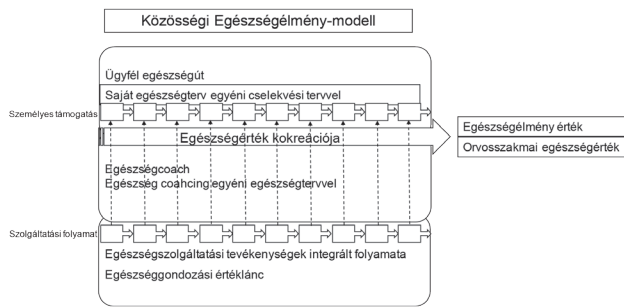 Közösségi Egészségélmény-modell
Ügyfél egészségút
Saját egészségterv egyéni cselekvési tervvel
Személyes támogatás
Egészségérték kokreációja
Egészségélmény érték
Orvosszakmai egészségérték
Egészségcoach
Egészség coahcing egyéni egészségtervvel
Szolgáltatási folyamat
Egészségszolgáltatási tevékenységek integrált folyamata
Egészséggondozási értéklánc